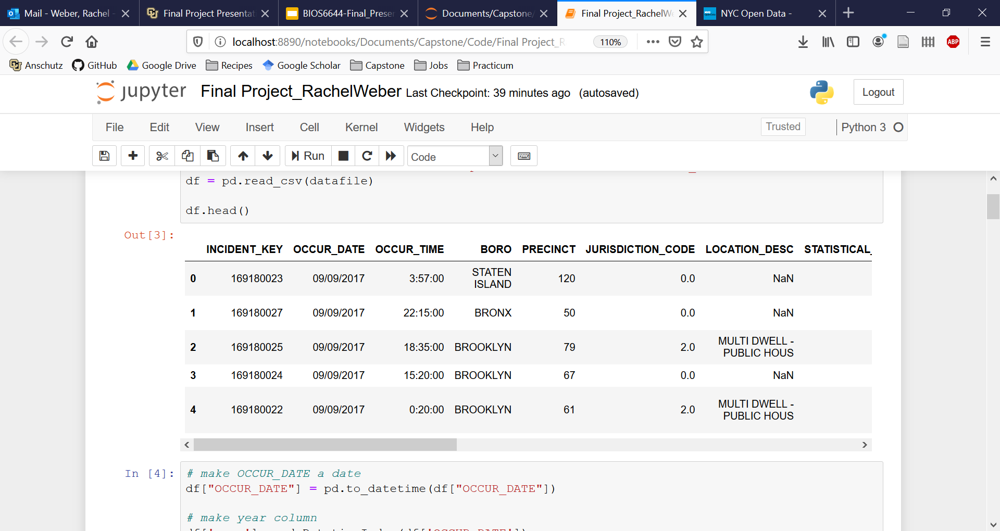 Mail - Weber, Rachel -
Final Project Presentat
BIOS6644-Final_Prese
Documents/Capstone/
Final Project_RachelW
NYC Open Data -
localhost:8890/notebooks/Documents/Capstone/Code/Final Project_R
110%
ABP
Anschutz
GitHub
Google Drive
Recipes
Google Scholar
Capstone
Jobs
Practicum
jupyter
Final Project_RachelWeber Last Checkpoint: 39 minutes ago (autosaved)
Logout
File Edit View Insert Cell Kernel Widgets Help
Trusted
Python 3
Run
Code
df = pd.read_csv(datafile)
df.head()
Out[3]:
INCIDENT_KEY OCCUR_DATE OCCUR_TIME BORO PRECINCT JURISDICTION_CODE LOCATION_DESC STATISTICAL_
0 169180023 09/09/2017 3:57:00 STATEN ISLAND 120 0.0 NaN
1 169180027 09/09/2017 22:15:00 BRONX 50 0.0 NaN
2 169180025 09/09/2017 18:35:00 BROOKLYN 79 2.0 MULTI DWELL - PUBLIC HOUS
3 169180024 09/09/2017 15:20:00 BROOKLYN 67 0.0 NaN
4 169180022 09/09/2017 0:20:00 BROOKLYN 61 2.0 MULTI DWELL - PUBLIC HOUS
In [4]:
# make OCCUR_DATE a date
df["OCCUR_DATE"] = pd.to_datetime(df["OCCUR_DATE"])
# make year column